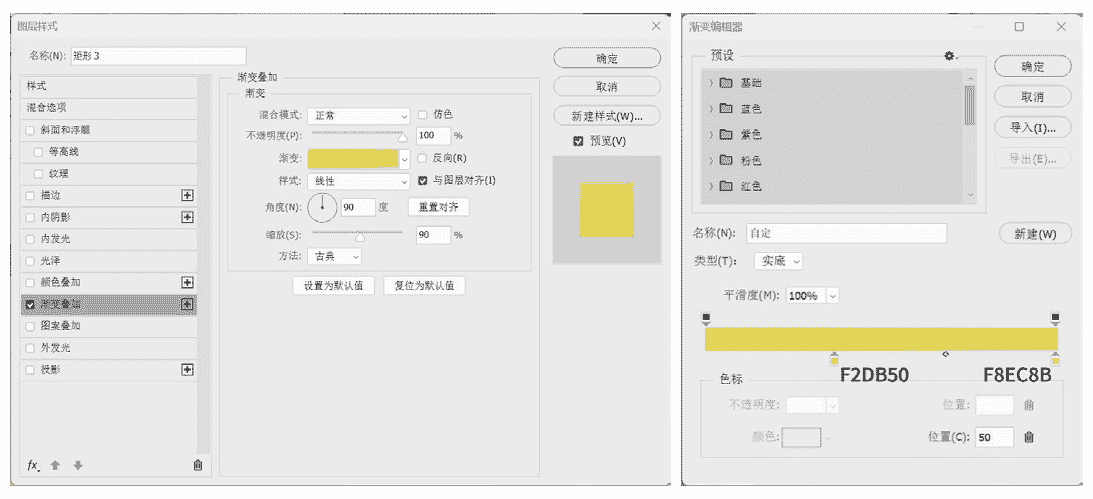 图层样式
名称(N): 矩形 3
样式
混合选项
斜面和浮雕
等高线
纹理
描边
内阴影
内发光
光泽
颜色叠加
渐变叠加
图案叠加
外发光
投影
fx
渐变叠加
渐变
混合模式: 正常 仿色
不透明度(P): 100 %
渐变: 反向(R)
样式: 线性 与图层对齐(I)
角度(N): 90 度 重置对齐
缩放(S): 90 %
方法: 古典
设置为默认值 复位为默认值
确定
取消
新建样式(W)...
预览(V)
渐变编辑器
预设
基础
蓝色
紫色
粉色
红色
确定
取消
导入(I)...
导出(E)...
名称(N): 自定 新建(W)
类型(T): 实底
平滑度(M): 100%
F2DB50 F8EC8B
色标
不透明度: 位置:
颜色: 位置(C): 50